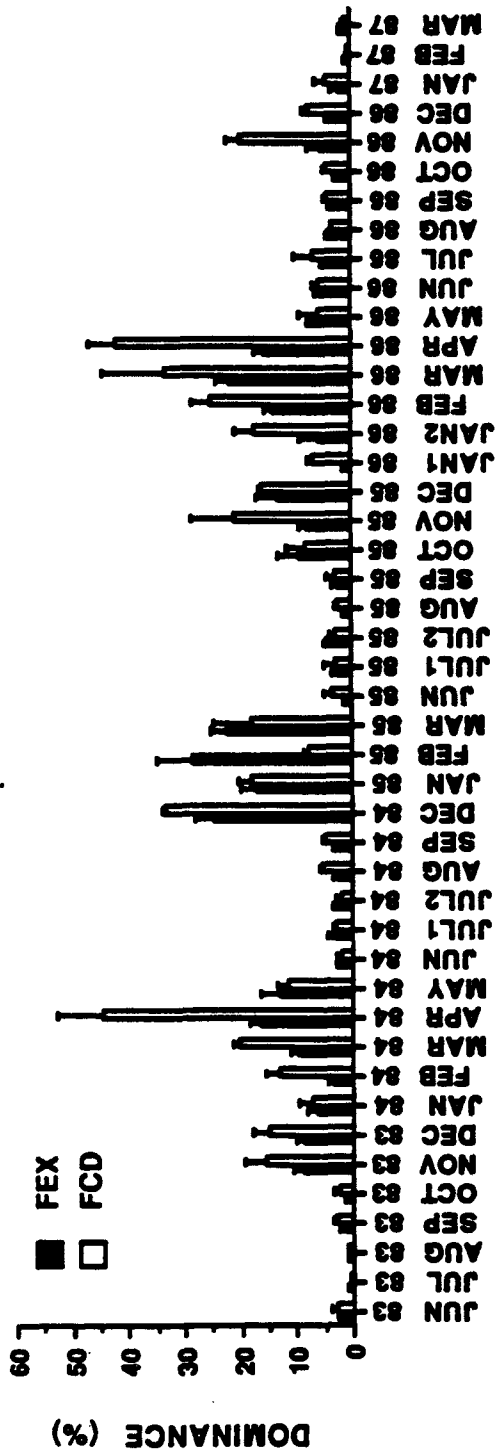 FEX
FCD
DOMINANCE (%)
60
50
40
30
20
10
0
JUN 83
JUL 83
AUG 83
SEP 83
OCT 83
NOV 83
DEC 83
JAN 84
FEB 84
MAR 84
APR 84
MAY 84
JUN 84
JUL1 84
JUL2 84
AUG 84
SEP 84
DEC 84
JAN 85
FEB 85
MAR 85
JUN 85
JUL1 85
JUL2 85
AUG 85
SEP 85
OCT 85
NOV 85
DEC 85
JAN1 86
JAN2 86
FEB 86
MAR 86
APR 86
MAY 86
JUN 86
JUL 86
AUG 86
SEP 86
OCT 86
NOV 86
DEC 86
JAN 87
FEB 87
MAR 87